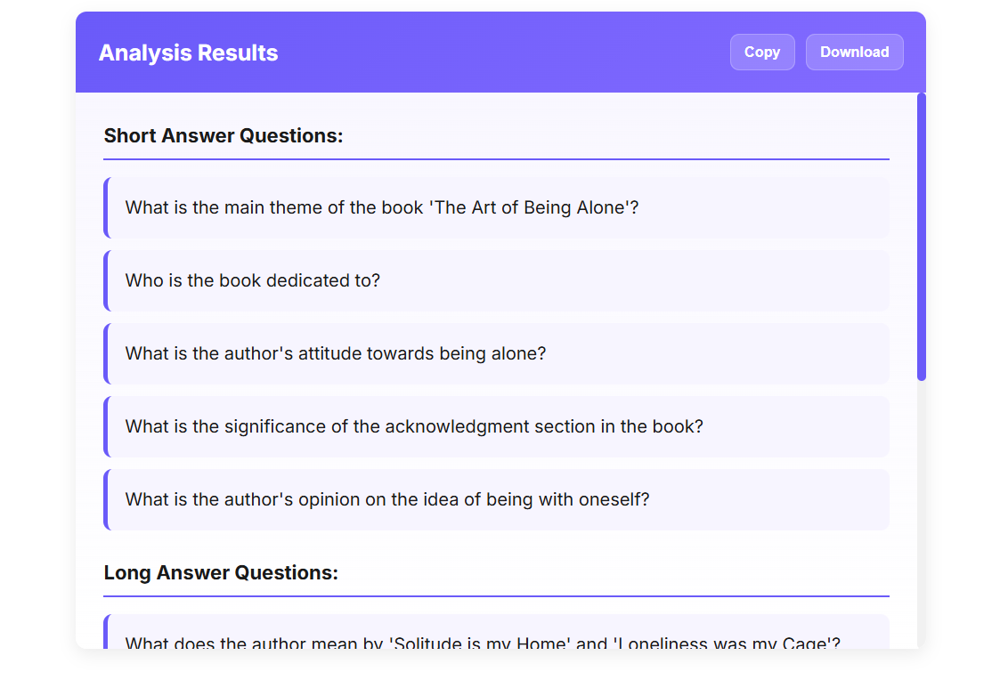 Analysis Results
Copy
Download
Short Answer Questions:
What is the main theme of the book 'The Art of Being Alone'?
Who is the book dedicated to?
What is the author's attitude towards being alone?
What is the significance of the acknowledgment section in the book?
What is the author's opinion on the idea of being with oneself?
Long Answer Questions:
What does the author mean by 'Solitude is my Home' and 'Loneliness was my Cage'?